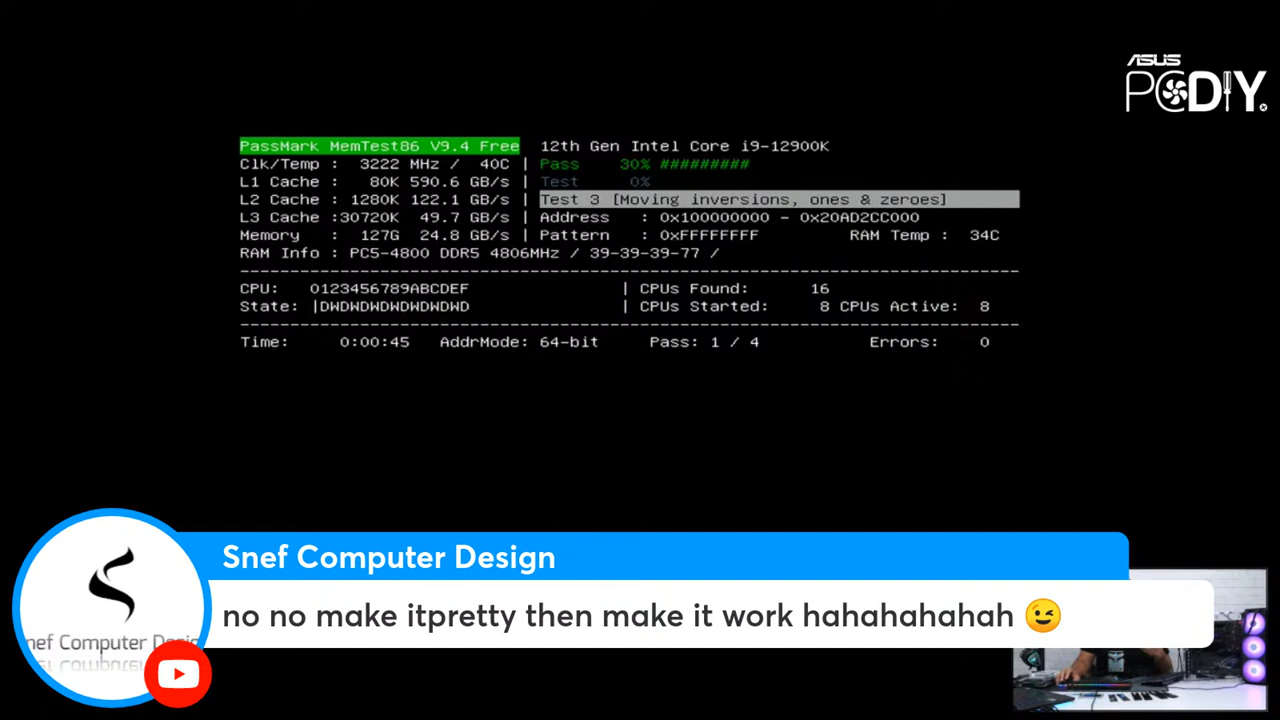 ASUS
PCDIY.
PassMark MemTest86 V9.4 Free 12th Gen Intel Core i9-12900K
Clk/Temp : 3222 MHz / 40C | Pass 30% #########
L1 Cache : 80K 590.6 GB/s | Test 0%
L2 Cache : 1280K 122.1 GB/s | Test 3 [Moving inversions, ones & zeroes]
L3 Cache :30720K 49.7 GB/s | Address : 0x100000000 - 0x20AD2CC000
Memory : 127G 24.8 GB/s | Pattern : 0xFFFFFFFF RAM Temp : 34C
RAM Info : PC5-4800 DDR5 4806MHz / 39-39-39-77 /
CPU: 0123456789ABCDEF | CPUs Found: 16
State: |DWDWDWDWDWDWDWD | CPUs Started: 8 CPUs Active: 8
Time: 0:00:45 AddrMode: 64-bit Pass: 1 / 4 Errors: 0
Snef Computer Design
no no make itpretty then make it work hahahahahah 😉
nef Computer Desig